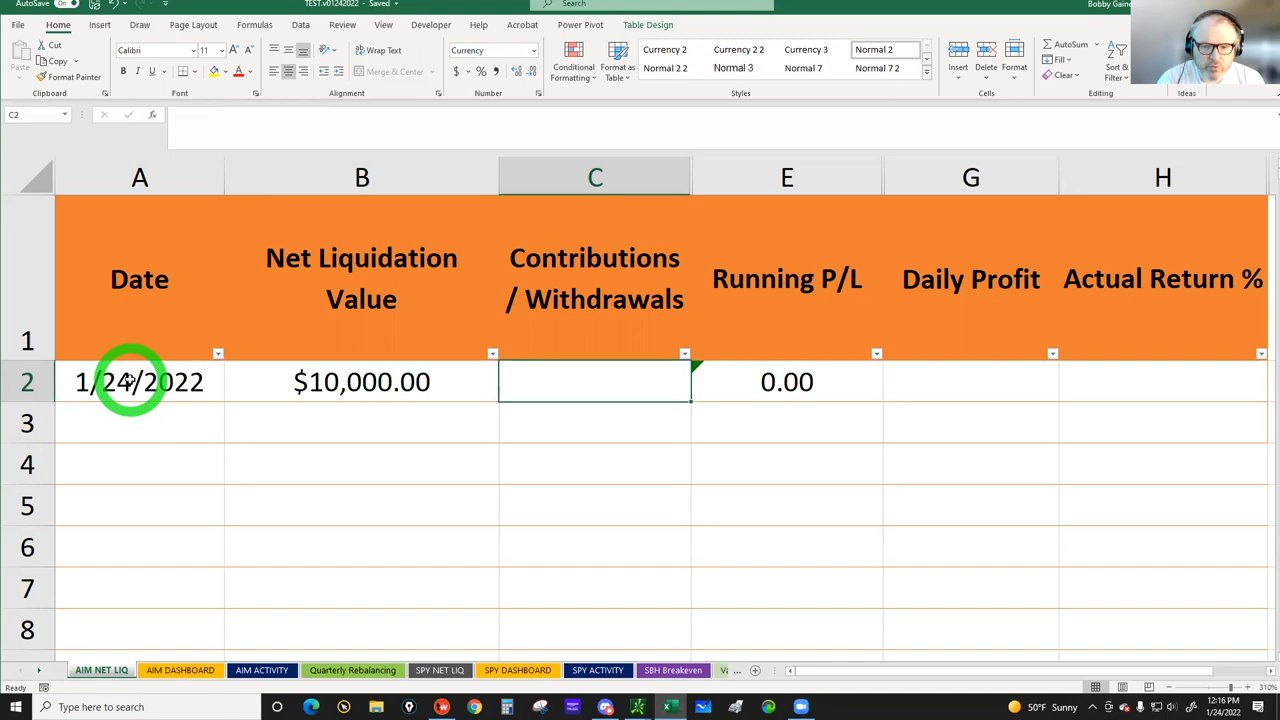 AutoSave On TEST.v01242022 - Saved Search Bobby Gaine
File Home Insert Draw Page Layout Formulas Data Review View Developer Help Acrobat Power Pivot Table Design
Paste Cut Copy Format Painter Clipboard
Calibri 11 A A B I U A Font
Wrap Text Merge & Center Alignment
Currency $ % , Number
Conditional Formatting Format as Table
Currency 2 Currency 2 2 Currency 3 Normal 2
Normal 2 2 Normal 3 Normal 7 Normal 7 2
Styles
Insert Delete Format Cells
AutoSum Fill Clear Sort & Editing Ideas
C2 fx
A B C E G H
1 Date Net Liquidation Value Contributions / Withdrawals Running P/L Daily Profit Actual Return %
2 1/24/2022 $10,000.00 0.00
3
4
5
6
7
8
AIM NET LIQ AIM DASHBOARD AIM ACTIVITY Quarterly Rebalancing SPY NET LIQ SPY DASHBOARD SPY ACTIVITY SBH Breakeven ...
Ready 310%
Type here to search 50°F Sunny 12:16 PM
1/24/2022